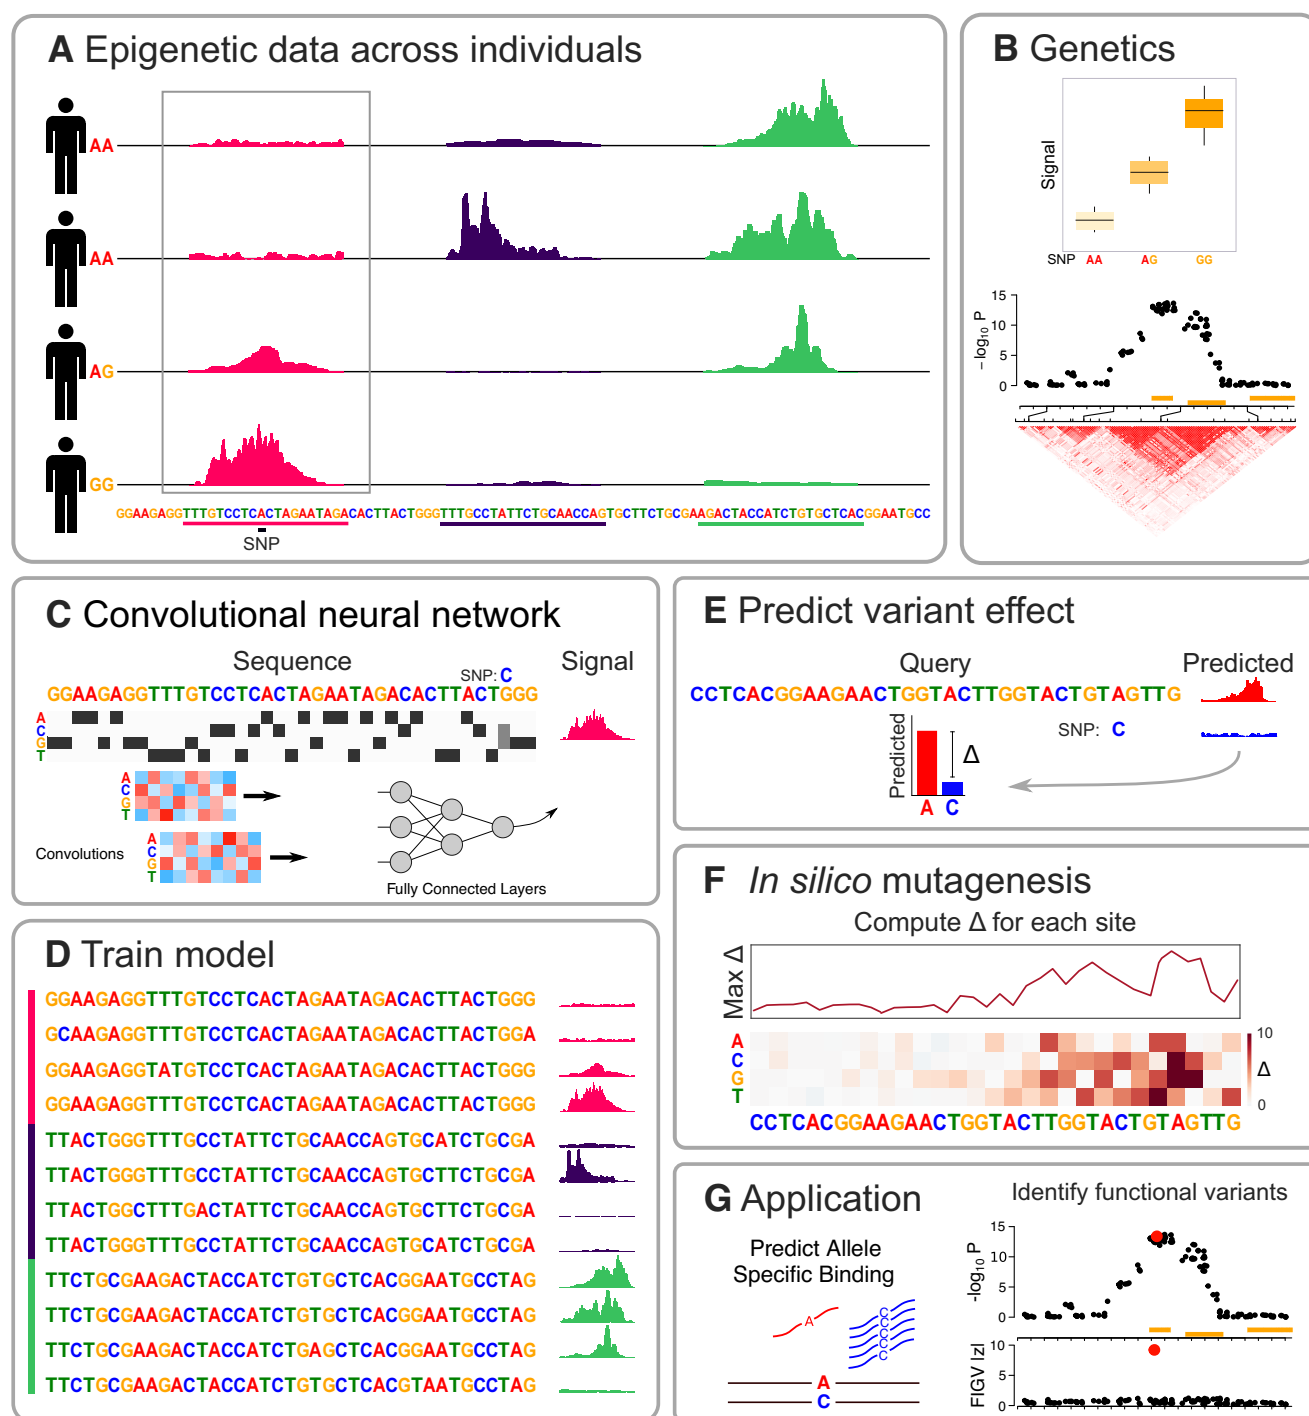 A Epigenetic data across individuals
AA
AA
AG
GG
GGAAGAGGTTTGTCCTCACTAGAATAGACACTTACTGGGTTTGCCTATTCTGCAACCAGTGCTTCTGCGAAGACTACCATCTGTGCTCACGGAATGCC
SNP
B Genetics
Signal
SNP AA AG GG
15
10
5
0
−log10 P
C Convolutional neural network
Sequence
Signal
SNP: C
GGAAGAGGTTTGTCCTCACTAGAATAGACACTTACTGGG
A
C
G
T
A
C
G
T
Convolutions
A
C
G
T
Fully Connected Layers
D Train model
GGAAGAGGTTTGTCCTCACTAGAATAGACACTTACTGGG
GCAAGAGGTTTGTCCTCACTAGAATAGACACTTACTGGA
GGAAGAGGTATGTCCTCACTAGAATAGACACTTACTGGG
GGAAGAGGTTTGTCCTCACTAGAATAGACACTTACTGGG
TTACTGGGTTTGCCTATTCTGCAACCAGTGCATCTGCGA
TTACTGGGTTTGCCTATTCTGCAACCAGTGCTTCTGCGA
TTACTGGCTTTGACTATTCTGCAACCAGTGCTTCTGCGA
TTACTGGGTTTGCCTATTCTGCAACCAGTGCATCTGCGA
TTCTGCGAAGACTACCATCTGTGCTCACGGAATGCCTAG
TTCTGCGAAGACTACCATCTGTGCTCACGGAATGCCTAG
TTCTGCGAAGACTACCATCTGAGCTCACGGAATGCCTAG
TTCTGCGAAGACTACCATCTGTGCTCACGTAATGCCTAG
E Predict variant effect
Query
Predicted
CCTCACGGAAGAACTGGTACTTGGTACTGTAGTTG
SNP: C
Predicted
Δ
A C
F In silico mutagenesis
Compute Δ for each site
Max Δ
A
C
G
T
10
Δ
0
CCTCACGGAAGAACTGGTACTTGGTACTGTAGTTG
G Application
Predict Allele
Specific Binding
A
C
C
C
C
C
A
C
Identify functional variants
15
10
5
0
-log10 P
10
5
0
FIGV |z|